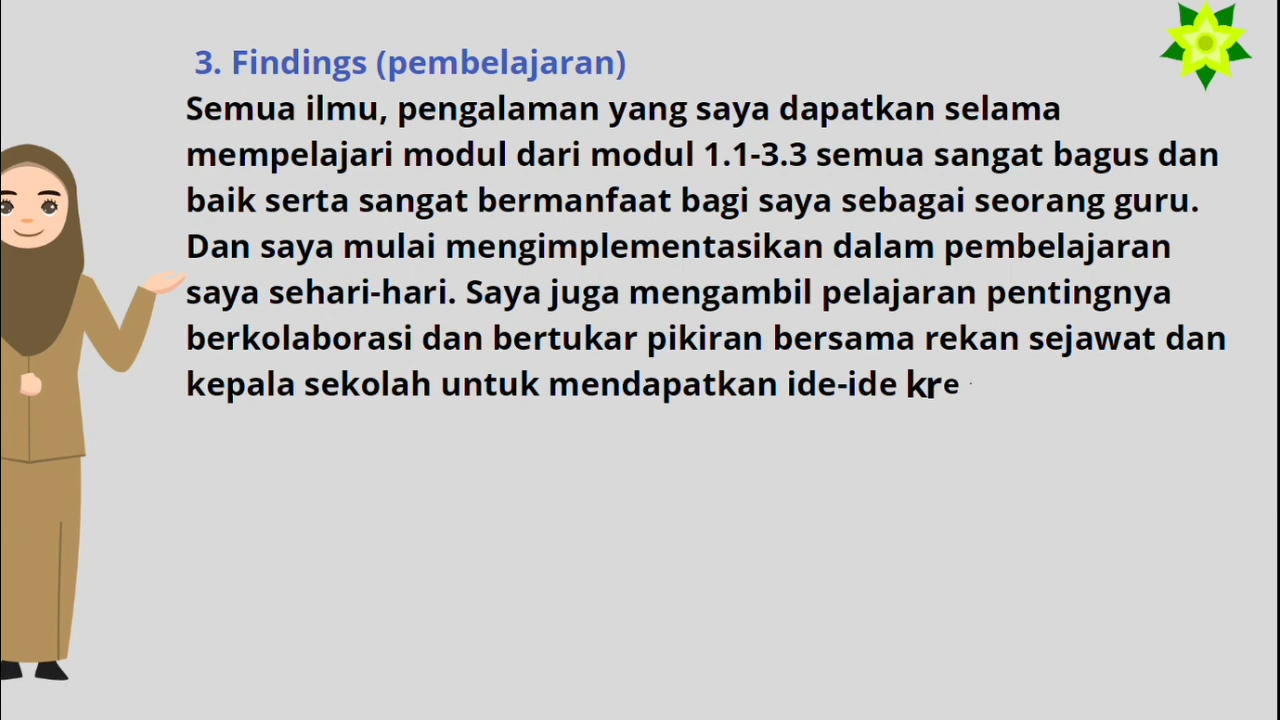 3. Findings (pembelajaran)
Semua ilmu, pengalaman yang saya dapatkan selama
mempelajari modul dari modul 1.1-3.3 semua sangat bagus dan
baik serta sangat bermanfaat bagi saya sebagai seorang guru.
Dan saya mulai mengimplementasikan dalam pembelajaran
saya sehari-hari. Saya juga mengambil pelajaran pentingnya
berkolaborasi dan bertukar pikiran bersama rekan sejawat dan
kepala sekolah untuk mendapatkan ide-ide kre